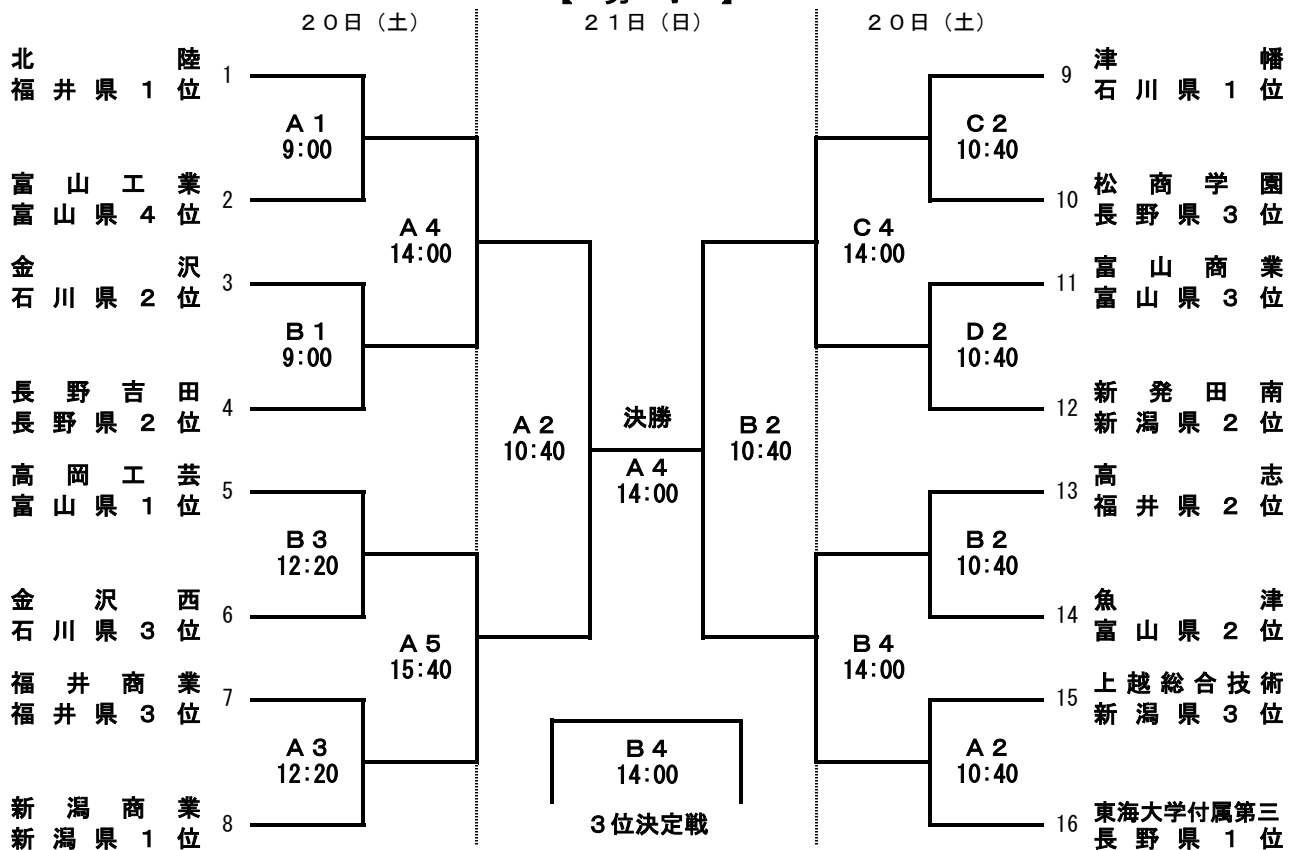 20日（土）
21日（日）
20日（土）
北陸
福井県1位
1
富山工業
富山県4位
2
金沢
石川県2位
3
長野吉田
長野県2位
4
高岡工芸
富山県1位
5
金沢西
石川県3位
6
福井商業
福井県3位
7
新潟商業
新潟県1位
8
A1
9:00
B1
9:00
B3
12:20
A3
12:20
A4
14:00
A5
15:40
A2
10:40
決勝
A4
14:00
B4
14:00
3位決定戦
B2
10:40
C4
14:00
B4
14:00
C2
10:40
D2
10:40
B2
10:40
A2
10:40
9
津幡
石川県1位
10
松商学園
長野県3位
11
富山商業
富山県3位
12
新発田南
新潟県2位
13
高志
福井県2位
14
魚津
富山県2位
15
上越総合技術
新潟県3位
16
東海大学付属第三
長野県1位